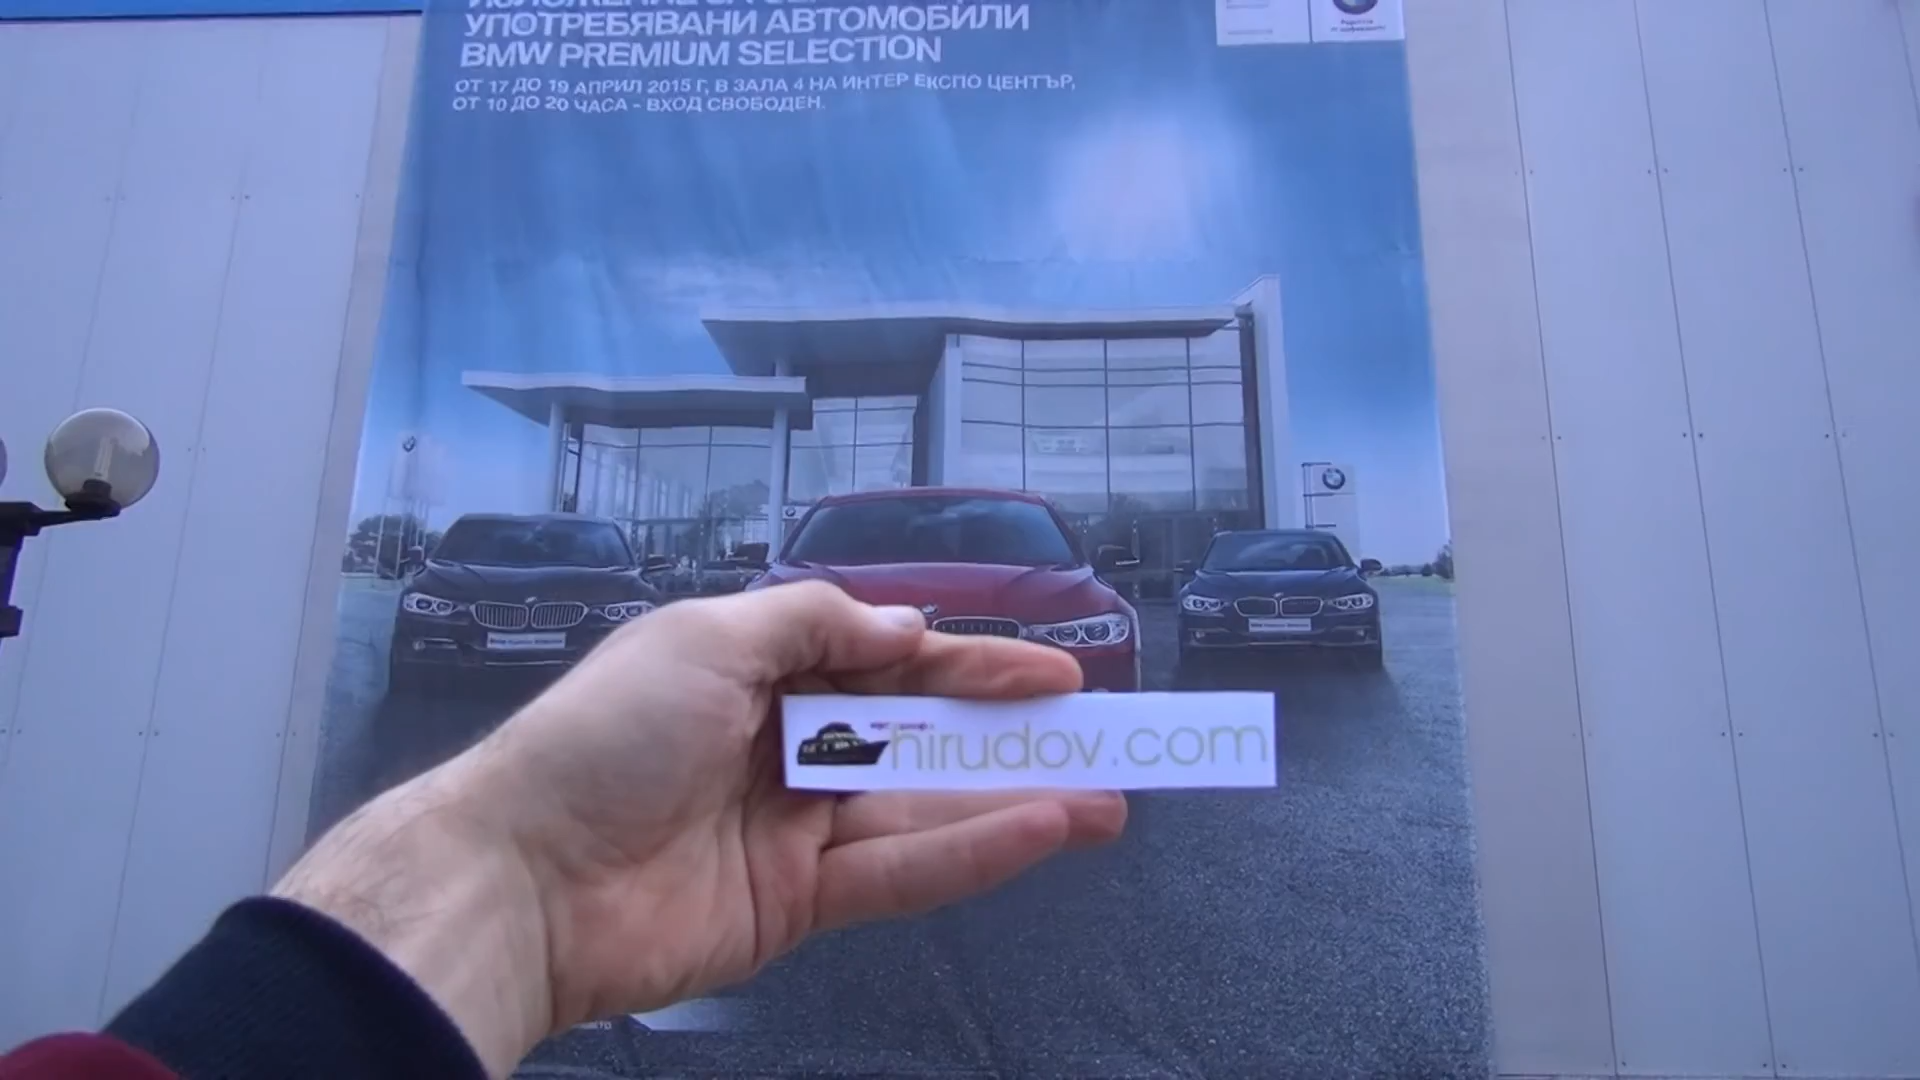 УПОТРЕБЯВАНИ АВТОМОБИЛИ
BMW PREMIUM SELECTION
ОТ 17 ДО 19 АПРИЛ 2015 Г, В ЗАЛА 4 НА ИНТЕР ЕКСПО ЦЕНТЪР,
ОТ 10 ДО 20 ЧАСА - ВХОД СВОБОДЕН.
hirudov.com